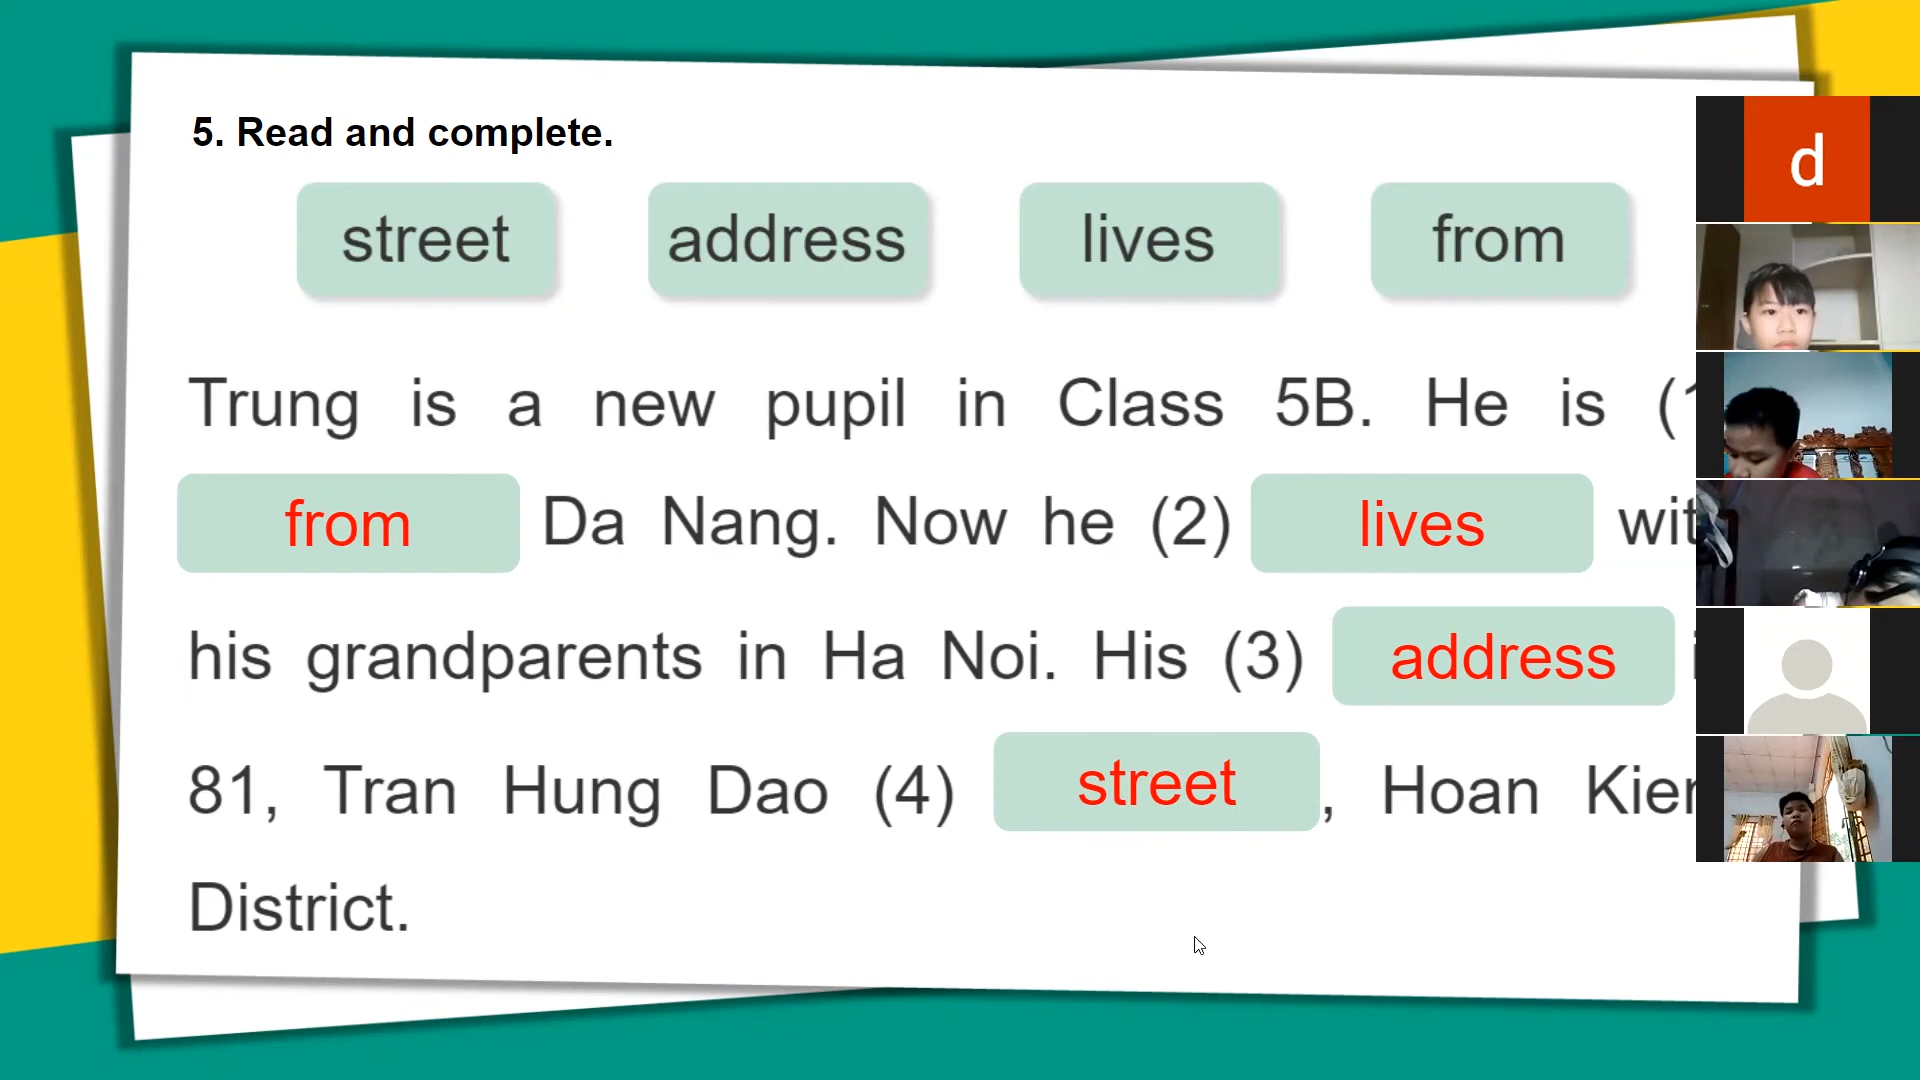 5. Read and complete.
street address lives from
Trung is a new pupil in Class 5B. He is (1
from Da Nang. Now he (2) lives wit
his grandparents in Ha Noi. His (3) address i
81, Tran Hung Dao (4) street , Hoan Kie
District.
d